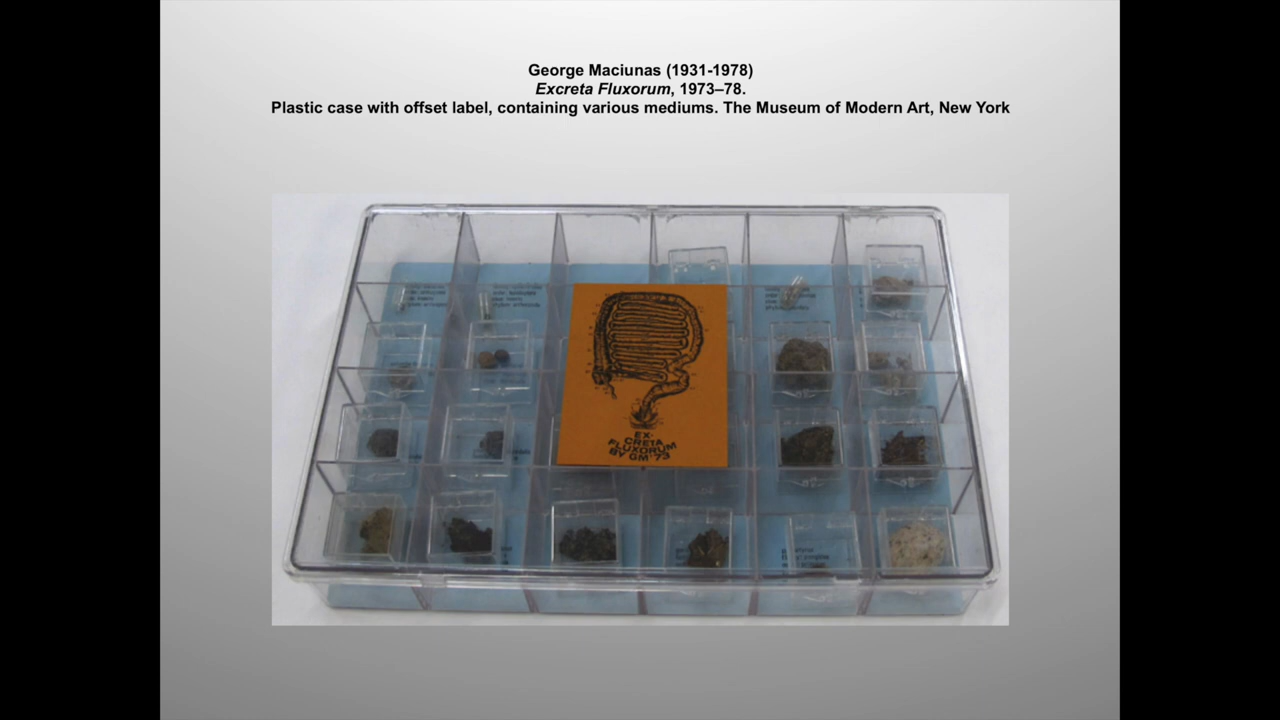 George Maciunas (1931-1978)
Excreta Fluxorum, 1973–78.
Plastic case with offset label, containing various mediums. The Museum of Modern Art, New York
EX-
CRETA
FLUXORUM
BY GM '73